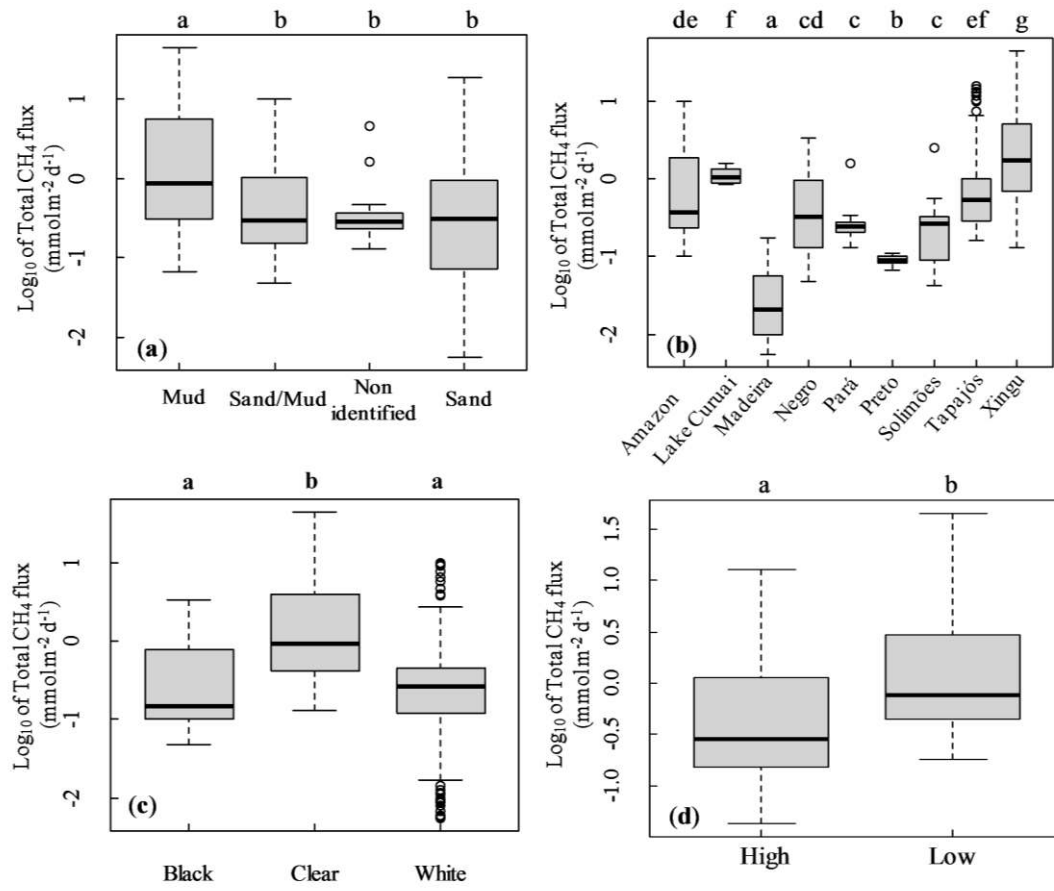 a b b b
Log₁₀ of Total CH₄ flux
(mmolm⁻² d⁻¹)
1
0
-1
-2
(a)
Mud Sand/Mud Non identified Sand
de f a cd c b c ef g
Log₁₀ of Total CH₄ flux
(mmolm⁻² d⁻¹)
1
0
-1
-2
(b)
Amazon
Lake Curuai
Madeira
Negro
Pará
Preto
Solimões
Tapajós
Xingu
a b a
Log₁₀ of Total CH₄ flux
(mmolm⁻² d⁻¹)
1
0
-1
-2
(c)
Black Clear White
a b
Log₁₀ of Total CH₄ flux
(mmolm⁻² d⁻¹)
1.5
1.0
0.5
0.0
-0.5
-1.0
(d)
High Low